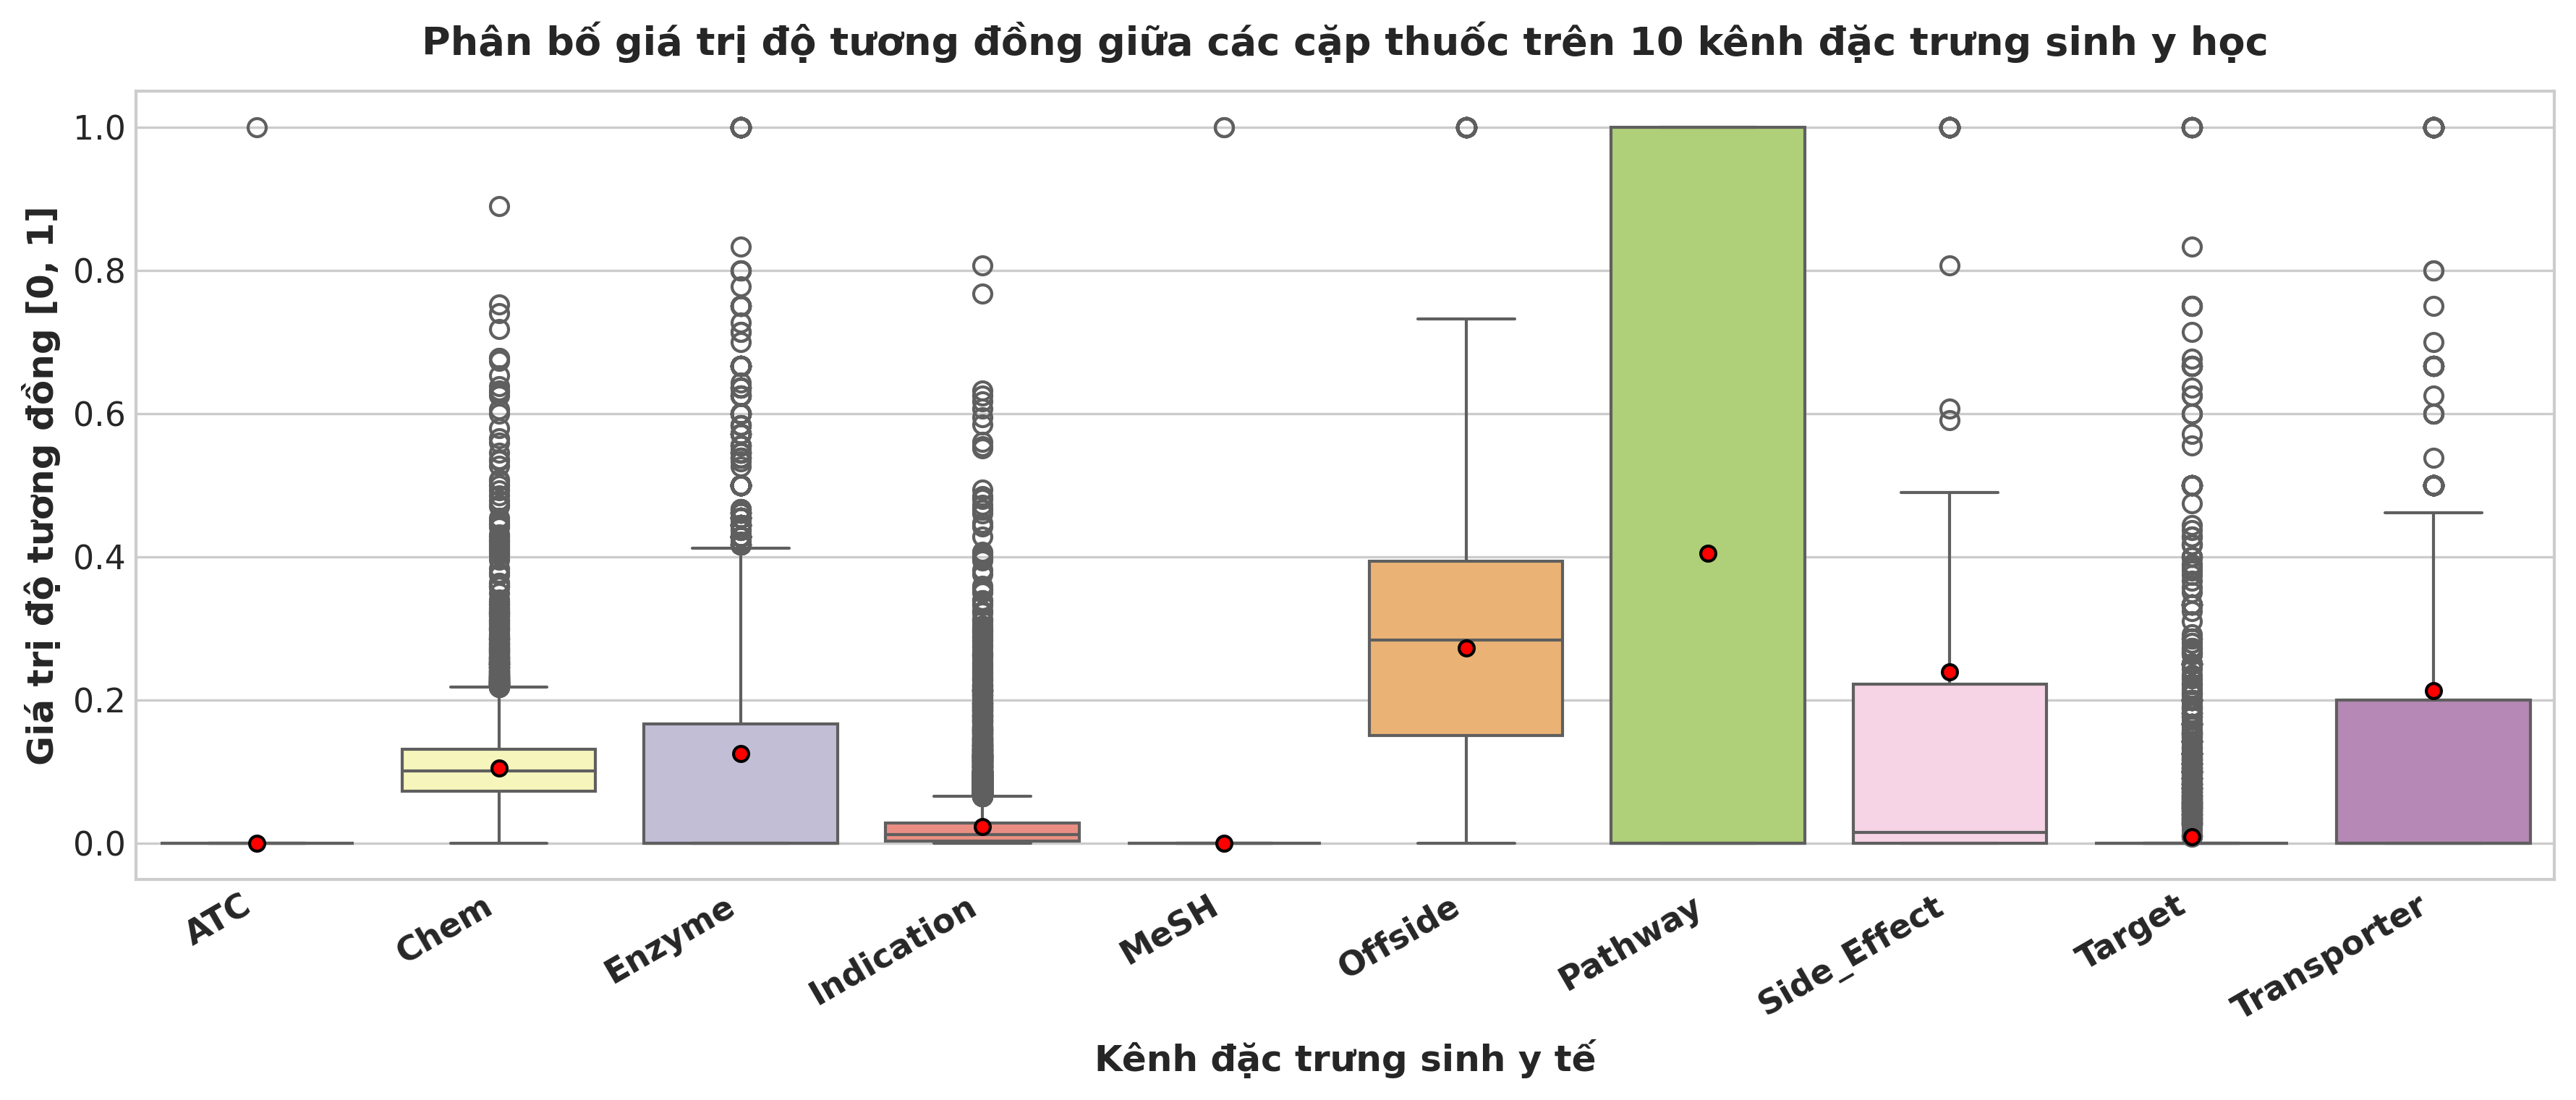 Phân bố giá trị độ tương đồng giữa các cặp thuốc trên 10 kênh đặc trưng sinh y học
Giá trị độ tương đồng [0, 1]
1.0
0.8
0.6
0.4
0.2
0.0
ATC
Chem
Enzyme
Indication
MeSH
Offside
Pathway
Side_Effect
Target
Transporter
Kênh đặc trưng sinh y tế